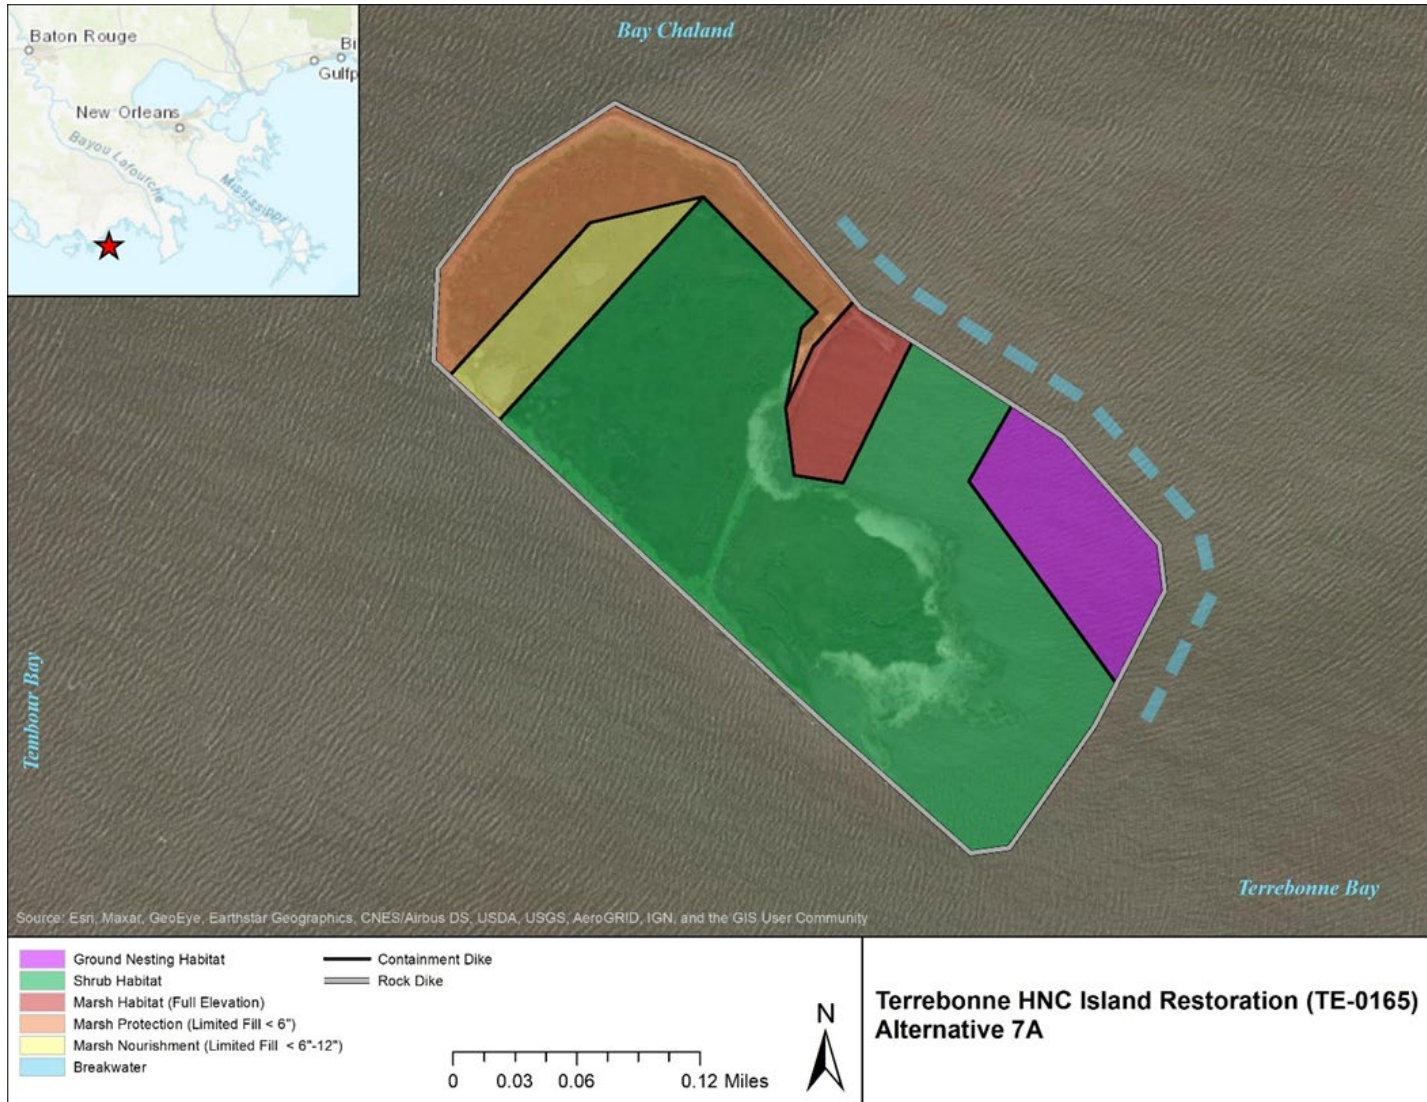 Bay Chaland
Baton Rouge
Bi
Gulfp
New Orleans
Bayou Lafourche
Mississippi
Tembour Bay
Terrebonne Bay
Source: Esri, Maxar, GeoEye, Earthstar Geographics, CNES/Airbus DS, USDA, USGS, AeroGRID, IGN, and the GIS User Community
Ground Nesting Habitat
Shrub Habitat
Marsh Habitat (Full Elevation)
Marsh Protection (Limited Fill < 6")
Marsh Nourishment (Limited Fill < 6"-12")
Breakwater
Containment Dike
Rock Dike
0 0.03 0.06 0.12 Miles
N
Terrebonne HNC Island Restoration (TE-0165)
Alternative 7A